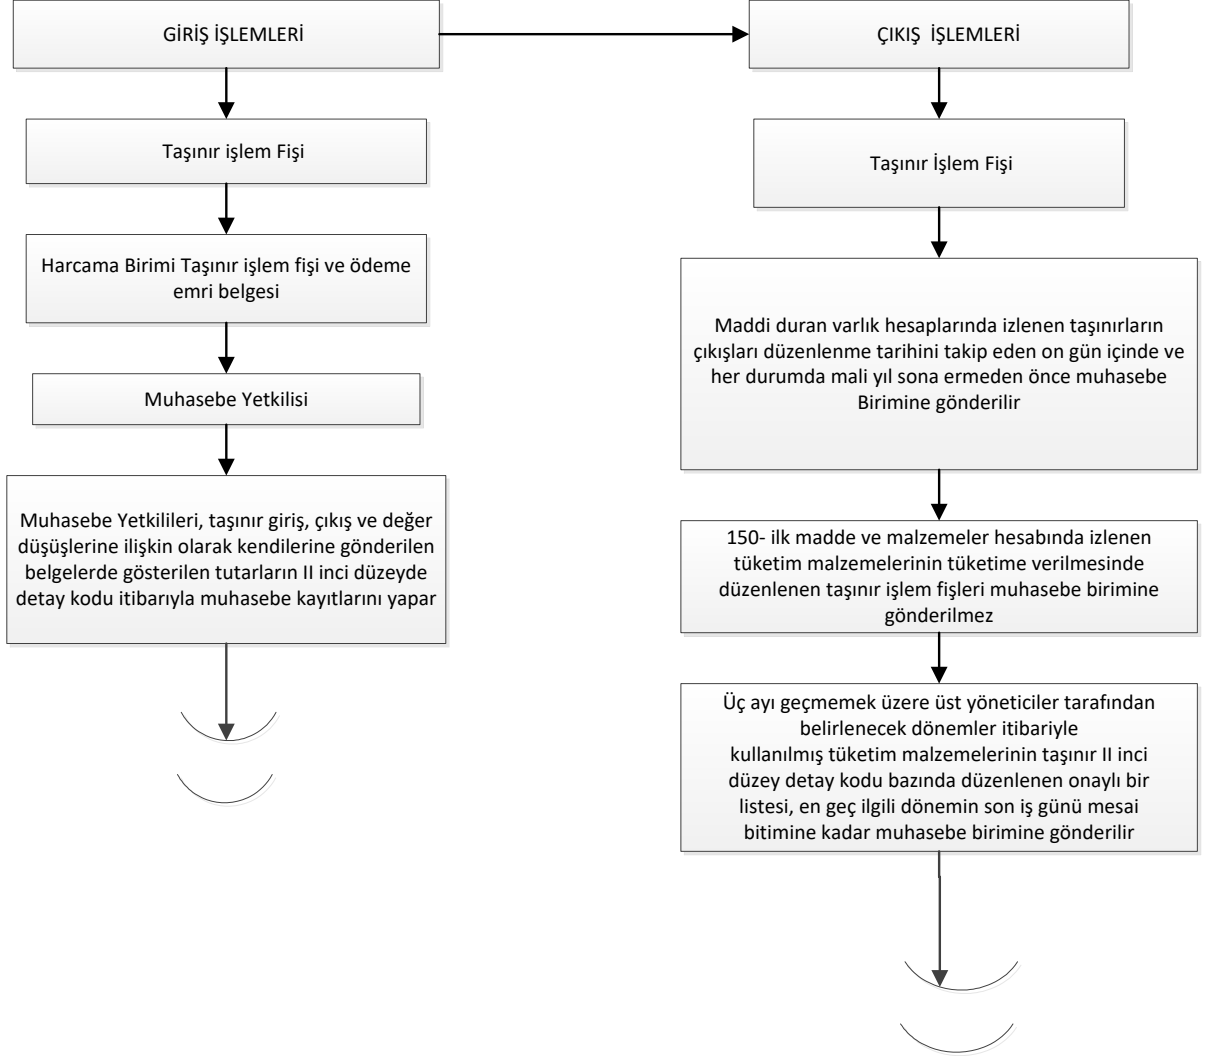 GİRİŞ İŞLEMLERİ
Taşınır işlem Fişi
Harcama Birimi Taşınır işlem fişi ve ödeme
emri belgesi
Muhasebe Yetkilisi
Muhasebe Yetkilileri, taşınır giriş, çıkış ve değer
düşüşlerine ilişkin olarak kendilerine gönderilen
belgelerde gösterilen tutarların II inci düzeyde
detay kodu itibarıyla muhasebe kayıtlarını yapar
ÇIKIŞ İŞLEMLERİ
Taşınır İşlem Fişi
Maddi duran varlık hesaplarında izlenen taşınırların
çıkışları düzenlenme tarihini takip eden on gün içinde ve
her durumda mali yıl sona ermeden önce muhasebe
Birimine gönderilir
150- ilk madde ve malzemeler hesabında izlenen
tüketim malzemelerinin tüketime verilmesinde
düzenlenen taşınır işlem fişleri muhasebe birimine
gönderilmez
Üç ayı geçmemek üzere üst yöneticiler tarafından
belirlenecek dönemler itibariyle
kullanılmış tüketim malzemelerinin taşınır II inci
düzey detay kodu bazında düzenlenen onaylı bir
listesi, en geç ilgili dönemin son iş günü mesai
bitimine kadar muhasebe birimine gönderilir